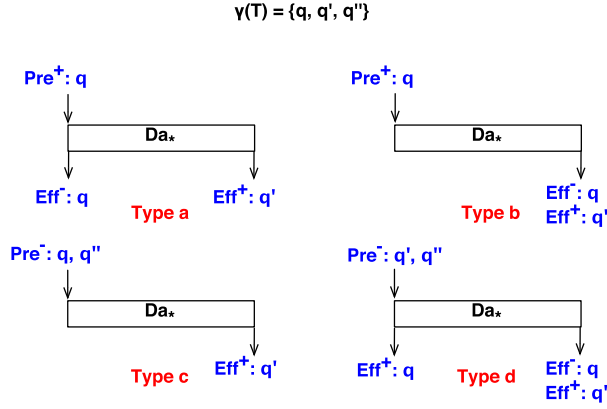 γ(T) = {q, q', q''}
Pre⁺: q
Pre⁺: q
Da*
Da*
Eff⁻: q
Eff⁺: q'
Eff⁻: q
Eff⁺: q'
Type a
Type b
Pre⁻: q, q''
Pre⁻: q', q''
Da*
Da*
Eff⁺: q'
Eff⁺: q
Eff⁻: q
Eff⁺: q'
Type c
Type d